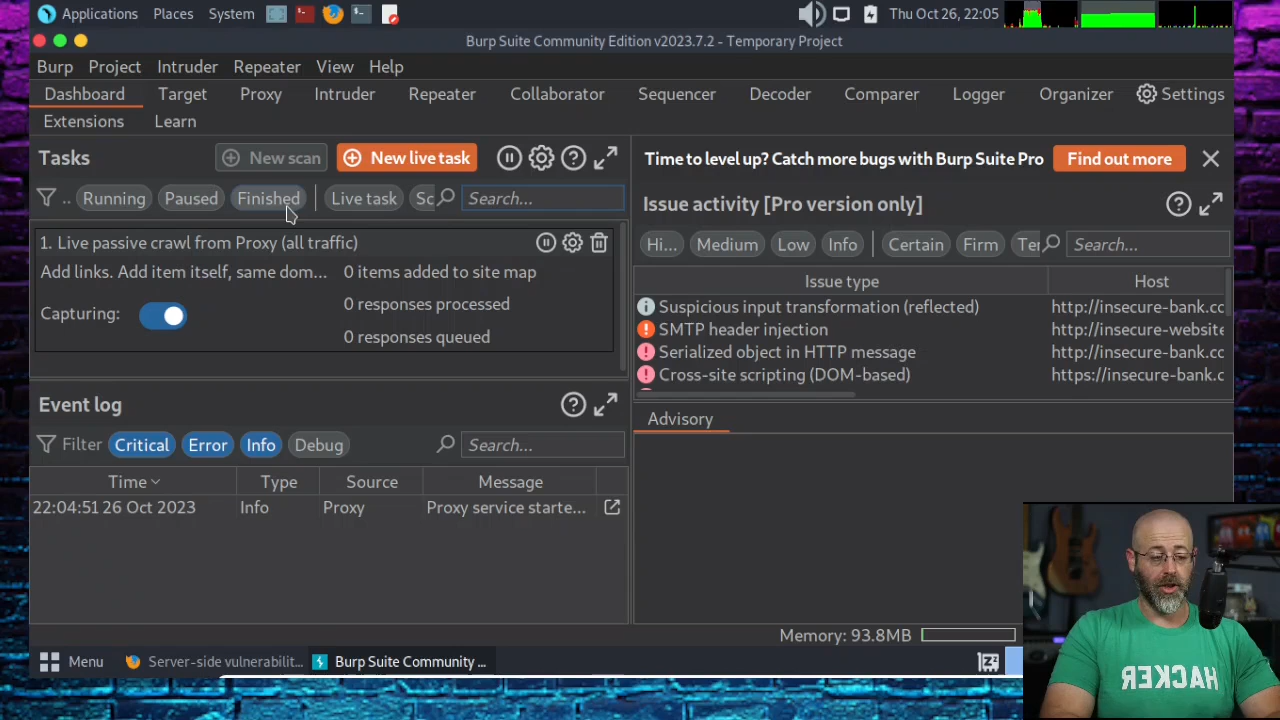 Applications Places System Thu Oct 26, 22:05
Burp Suite Community Edition v2023.7.2 - Temporary Project
Burp Project Intruder Repeater View Help
Dashboard Target Proxy Intruder Repeater Collaborator Sequencer Decoder Comparer Logger Organizer Settings
Extensions Learn
Tasks New scan New live task
.. Running Paused Finished Live task Sc Search...
1. Live passive crawl from Proxy (all traffic)
Add links. Add item itself, same dom... 0 items added to site map
0 responses processed
Capturing:
0 responses queued
Event log
Filter Critical Error Info Debug Search...
Time Type Source Message
22:04:51 26 Oct 2023 Info Proxy Proxy service starte...
Time to level up? Catch more bugs with Burp Suite Pro Find out more
Issue activity [Pro version only]
Hi... Medium Low Info Certain Firm Te Search...
Issue type Host
Suspicious input transformation (reflected) http://insecure-bank.cc
SMTP header injection http://insecure-website
Serialized object in HTTP message http://insecure-bank.cc
Cross-site scripting (DOM-based) https://insecure-bank.c
Advisory
Memory: 93.8MB
Menu Server-side vulnerabilit... Burp Suite Community ...
HACKER